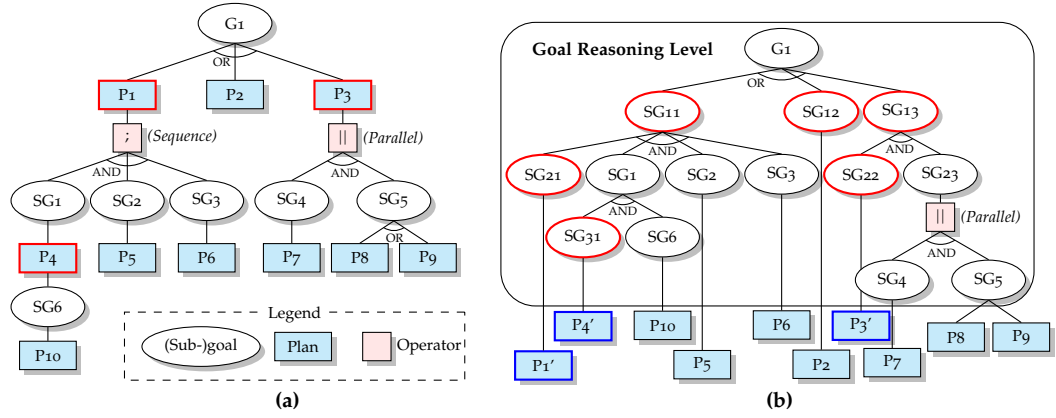 G1
OR
P1 P2 P3
; (Sequence) || (Parallel)
AND AND
SG1 SG2 SG3 SG4 SG5
OR
P4 P5 P6 P7 P8 P9
SG6
P10
Legend
(Sub-)goal Plan Operator
(a)
Goal Reasoning Level
G1
OR
SG11 SG12 SG13
AND AND
SG21 SG1 SG2 SG3 SG22 SG23
AND
|| (Parallel)
SG31 SG6
AND
SG4 SG5
P4′ P10 P6 P3′ P8 P9
P1′ P5 P2 P7
(b)